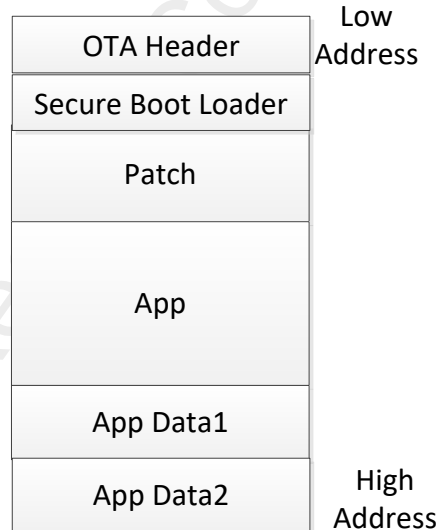 Low
Address
OTA Header
Secure Boot Loader
Patch
App
App Data1
App Data2
High
Address